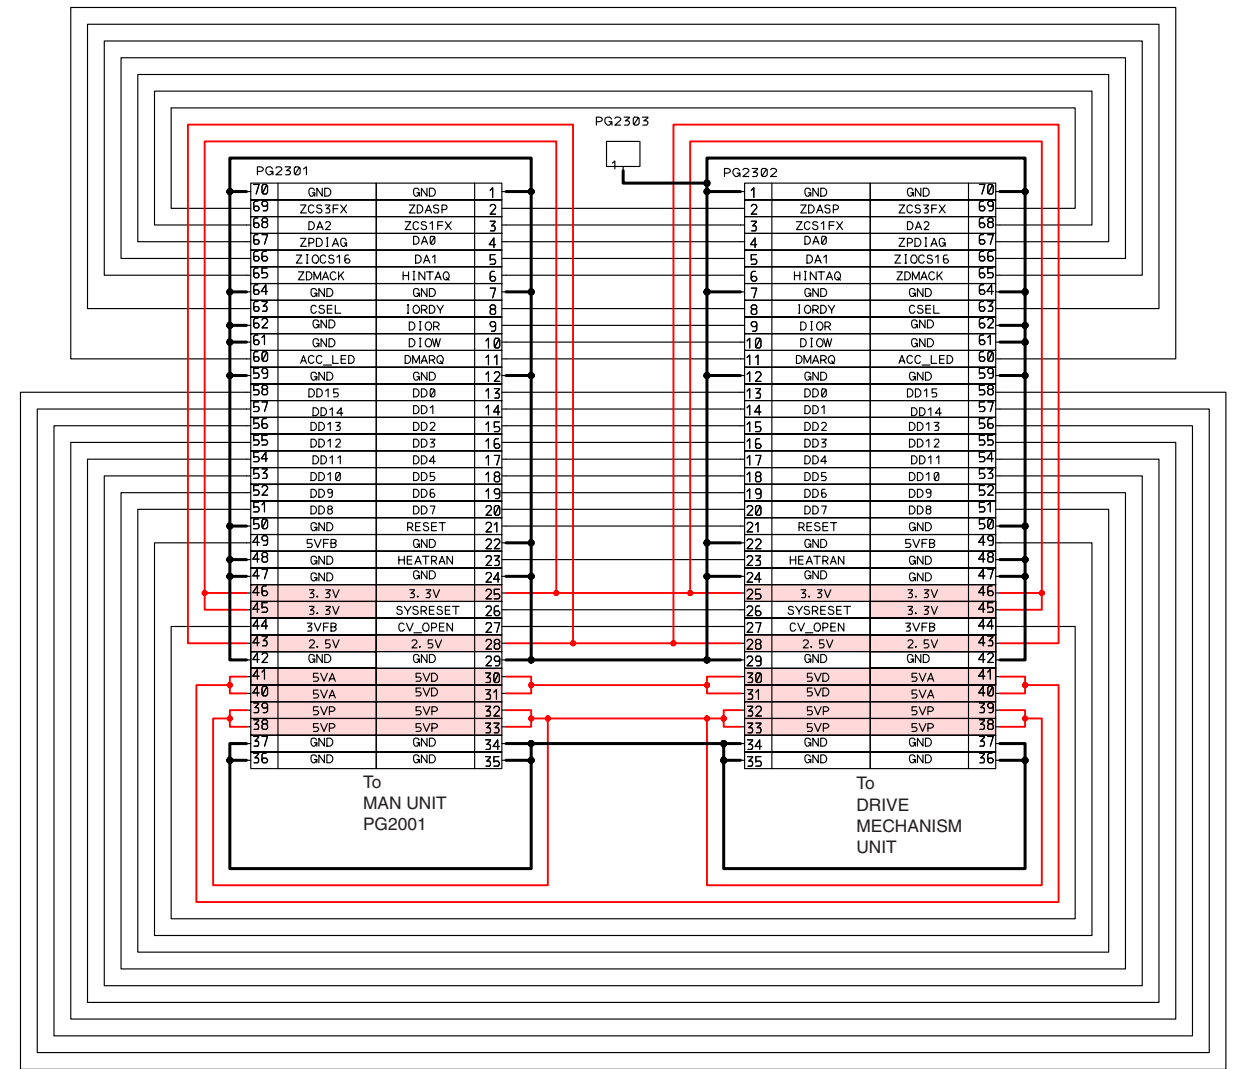 PG2303
1
PG2301
70 GND GND 1
69 ZCS3FX ZDASP 2
68 DA2 ZCS1FX 3
67 ZPDIAG DA0 4
66 ZIOCS16 DA1 5
65 ZDMACK HINTAQ 6
64 GND GND 7
63 CSEL IORDY 8
62 GND DIOR 9
61 GND DIOW 10
60 ACC_LED DMARQ 11
59 GND GND 12
58 DD15 DD0 13
57 DD14 DD1 14
56 DD13 DD2 15
55 DD12 DD3 16
54 DD11 DD4 17
53 DD10 DD5 18
52 DD9 DD6 19
51 DD8 DD7 20
50 GND RESET 21
49 5VFB GND 22
48 GND HEATRAN 23
47 GND GND 24
46 3.3V 3.3V 25
45 3.3V SYSRESET 26
44 3VFB CV_OPEN 27
43 2.5V 2.5V 28
42 GND GND 29
41 5VA 5VD 30
40 5VA 5VD 31
39 5VP 5VP 32
38 5VP 5VP 33
37 GND GND 34
36 GND GND 35
To
MAN UNIT
PG2001
PG2302
1 GND GND 70
2 ZDASP ZCS3FX 69
3 ZCS1FX DA2 68
4 DA0 ZPDIAG 67
5 DA1 ZIOCS16 66
6 HINTAQ ZDMACK 65
7 GND GND 64
8 IORDY CSEL 63
9 DIOR GND 62
10 DIOW GND 61
11 DMARQ ACC_LED 60
12 GND GND 59
13 DD0 DD15 58
14 DD1 DD14 57
15 DD2 DD13 56
16 DD3 DD12 55
17 DD4 DD11 54
18 DD5 DD10 53
19 DD6 DD9 52
20 DD7 DD8 51
21 RESET GND 50
22 GND 5VFB 49
23 HEATRAN GND 48
24 GND GND 47
25 3.3V 3.3V 46
26 SYSRESET 3.3V 45
27 CV_OPEN 3VFB 44
28 2.5V 2.5V 43
29 GND GND 42
30 5VD 5VA 41
31 5VD 5VA 40
32 5VP 5VP 39
33 5VP 5VP 38
34 GND GND 37
35 GND GND 36
To
DRIVE
MECHANISM
UNIT